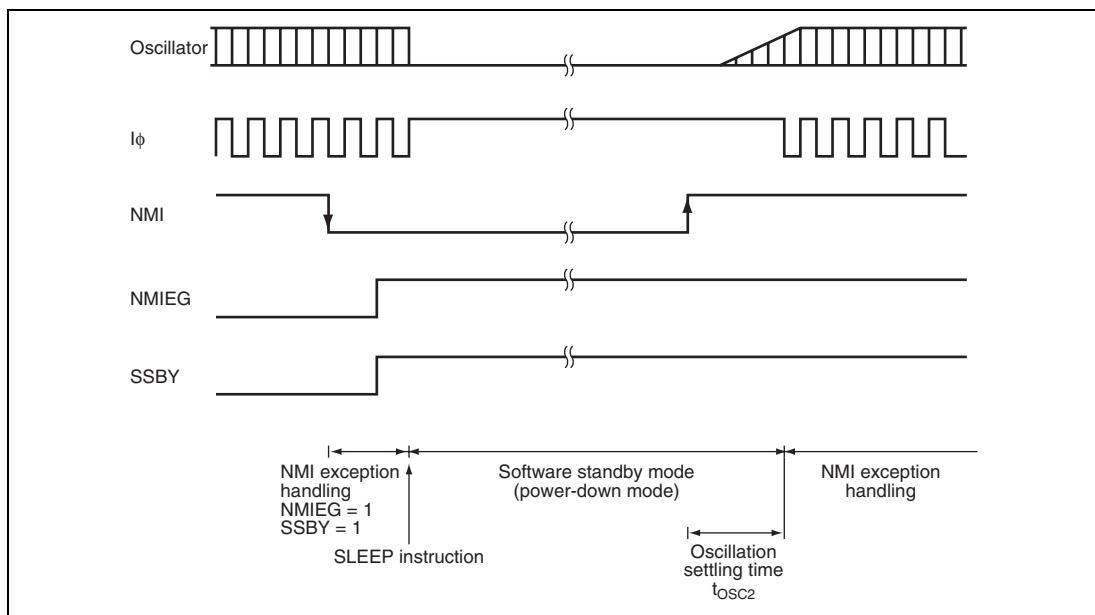 Oscillator
Iϕ
NMI
NMIEG
SSBY
NMI exception
handling
NMIEG = 1
SSBY = 1
Software standby mode
(power-down mode)
NMI exception
handling
SLEEP instruction
Oscillation
settling time
tOSC2